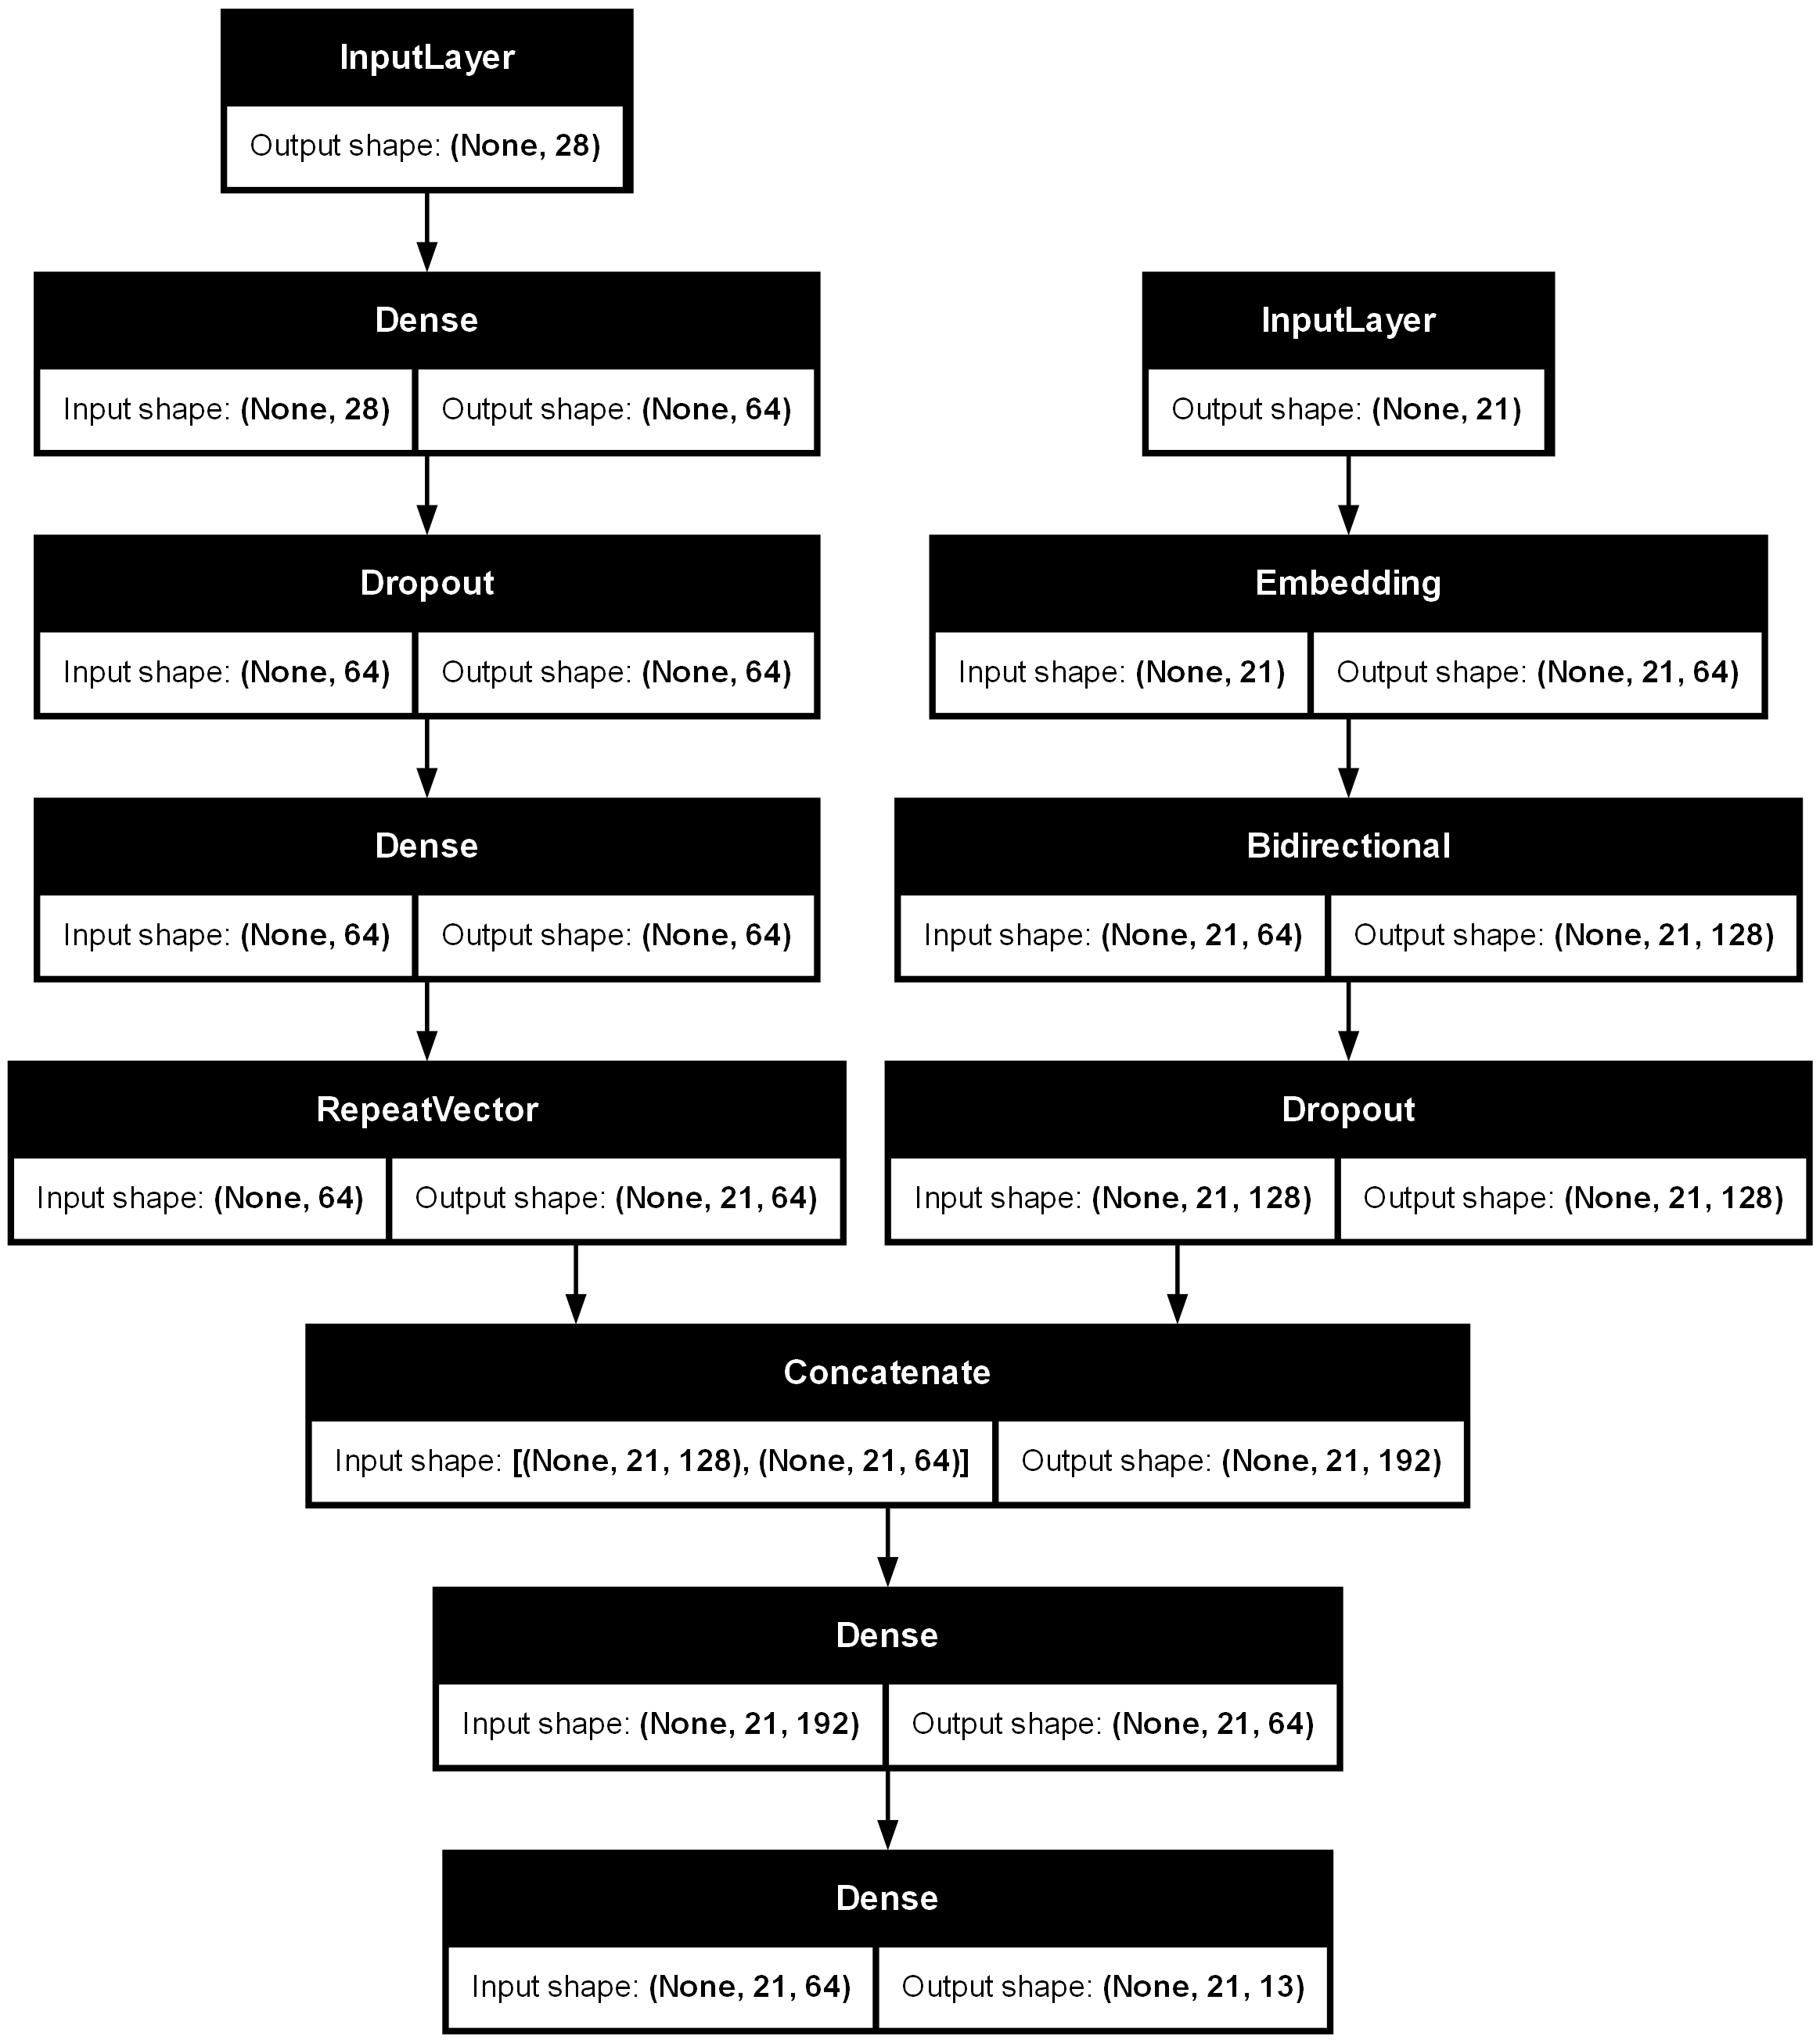 InputLayer
Output shape: (None, 28)
Dense
Input shape: (None, 28) Output shape: (None, 64)
Dropout
Input shape: (None, 64) Output shape: (None, 64)
Dense
Input shape: (None, 64) Output shape: (None, 64)
RepeatVector
Input shape: (None, 64) Output shape: (None, 21, 64)
InputLayer
Output shape: (None, 21)
Embedding
Input shape: (None, 21) Output shape: (None, 21, 64)
Bidirectional
Input shape: (None, 21, 64) Output shape: (None, 21, 128)
Dropout
Input shape: (None, 21, 128) Output shape: (None, 21, 128)
Concatenate
Input shape: [(None, 21, 128), (None, 21, 64)] Output shape: (None, 21, 192)
Dense
Input shape: (None, 21, 192) Output shape: (None, 21, 64)
Dense
Input shape: (None, 21, 64) Output shape: (None, 21, 13)